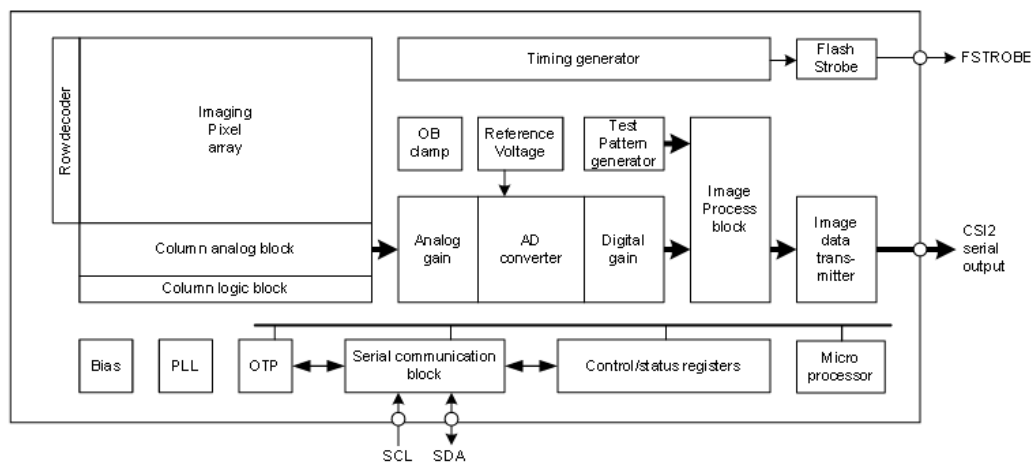 Timing generator
Flash
Strobe
FSTROBE
Rowdecoder
Imaging
Pixel
array
OB
clamp
Reference
Voltage
Test
Pattern
generator
Image
Process
block
Column analog block
Analog
gain
AD
converter
Digital
gain
Image
data
trans-
mitter
CSI2
serial
output
Column logic block
Bias
PLL
OTP
Serial communication
block
Control/status registers
Micro
processor
SCL
SDA